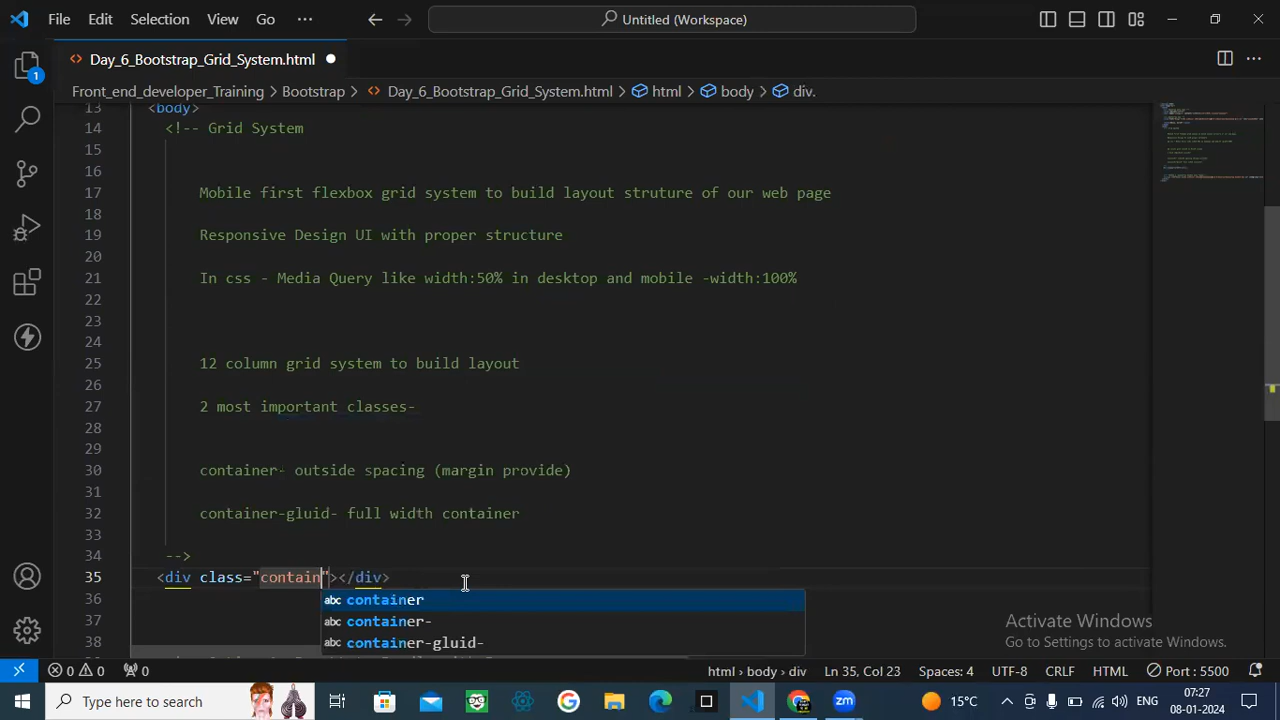 File Edit Selection View Go ··· Untitled (Workspace)
Day_6_Bootstrap_Grid_System.html
Front_end_developer_Training > Bootstrap > Day_6_Bootstrap_Grid_System.html > html > body > div.
13 <body>
14 <!-- Grid System
15
16
17 Mobile first flexbox grid system to build layout struture of our web page
18
19 Responsive Design UI with proper structure
20
21 In css - Media Query like width:50% in desktop and mobile -width:100%
22
23
24
25 12 column grid system to build layout
26
27 2 most important classes-
28
29
30 container- outside spacing (margin provide)
31
32 container-gluid- full width container
33
34 -->
35 <div class="contain"></div>
36 abc container
37 abc container-
38 abc container-gluid-
Activate Windows
Go to Settings to activate Windows.
0 0 0 html > body > div Ln 35, Col 23 Spaces: 4 UTF-8 CRLF HTML Port : 5500
Type here to search 15°C ENG 07:27
08-01-2024
1
zm